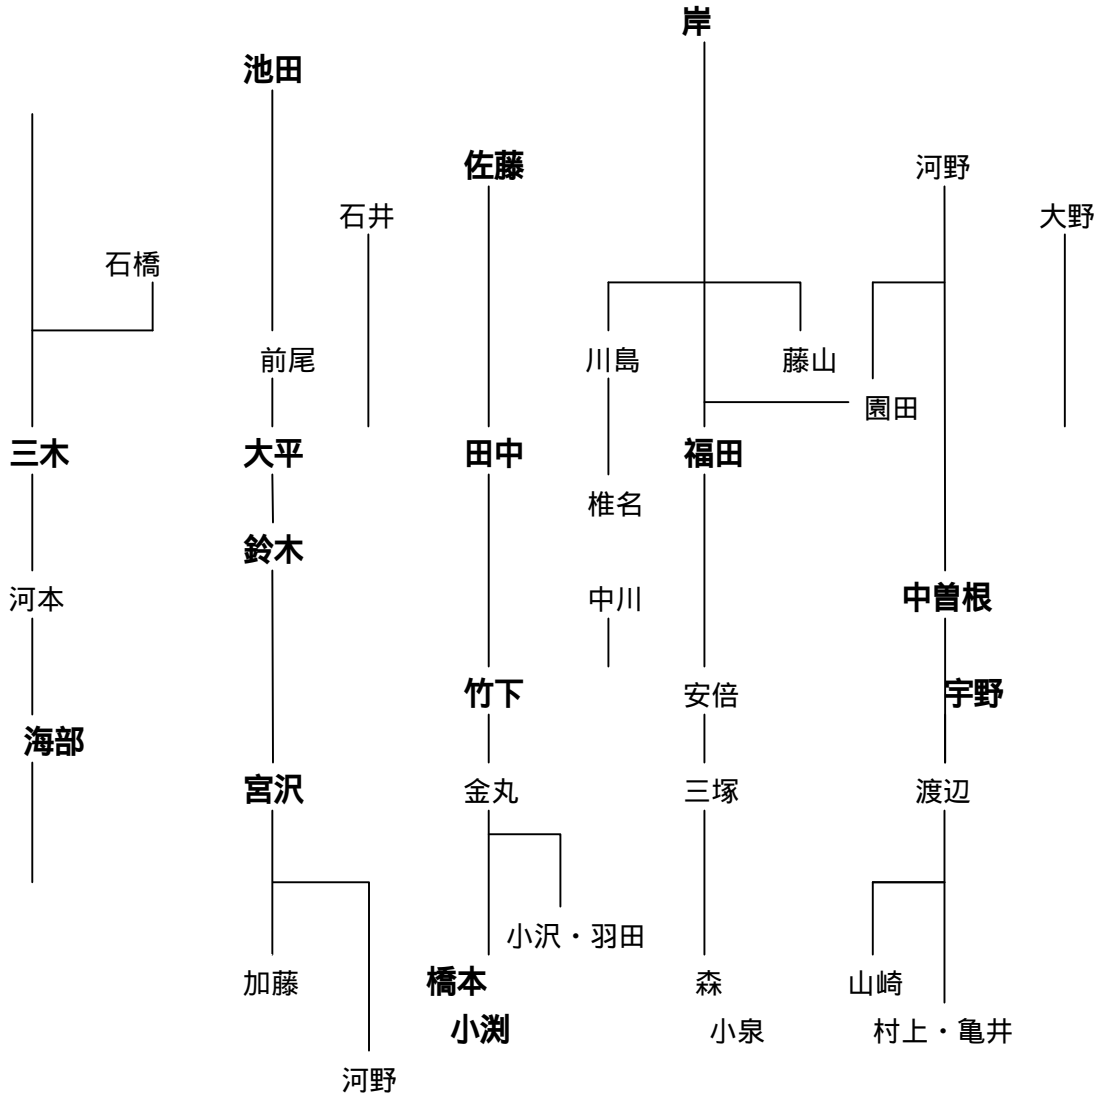 岸
池田
佐藤
河野
石井
大野
石橋
前尾
川島
藤山
園田
三木
大平
田中
福田
椎名
鈴木
河本
中川
中曽根
竹下
安倍
宇野
海部
宮沢
金丸
三塚
渡辺
小沢・羽田
加藤
橋本
森
山崎
小渕
小泉
村上・亀井
河野